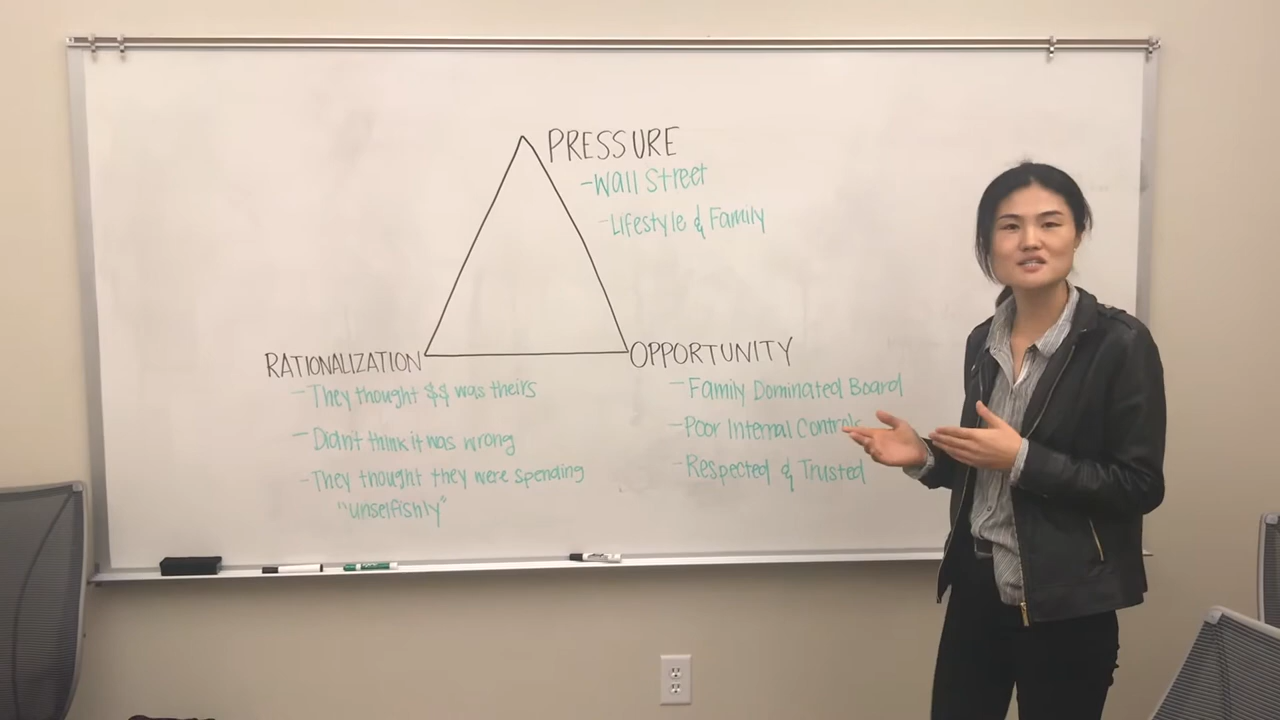 PRESSURE
-Wall Street
-Lifestyle & Family
RATIONALIZATION
-They thought $$ was theirs
-Didn't think it was wrong
-They thought they were spending
"unselfishly"
OPPORTUNITY
-Family Dominated Board
-Poor Internal Controls
-Respected & Trusted